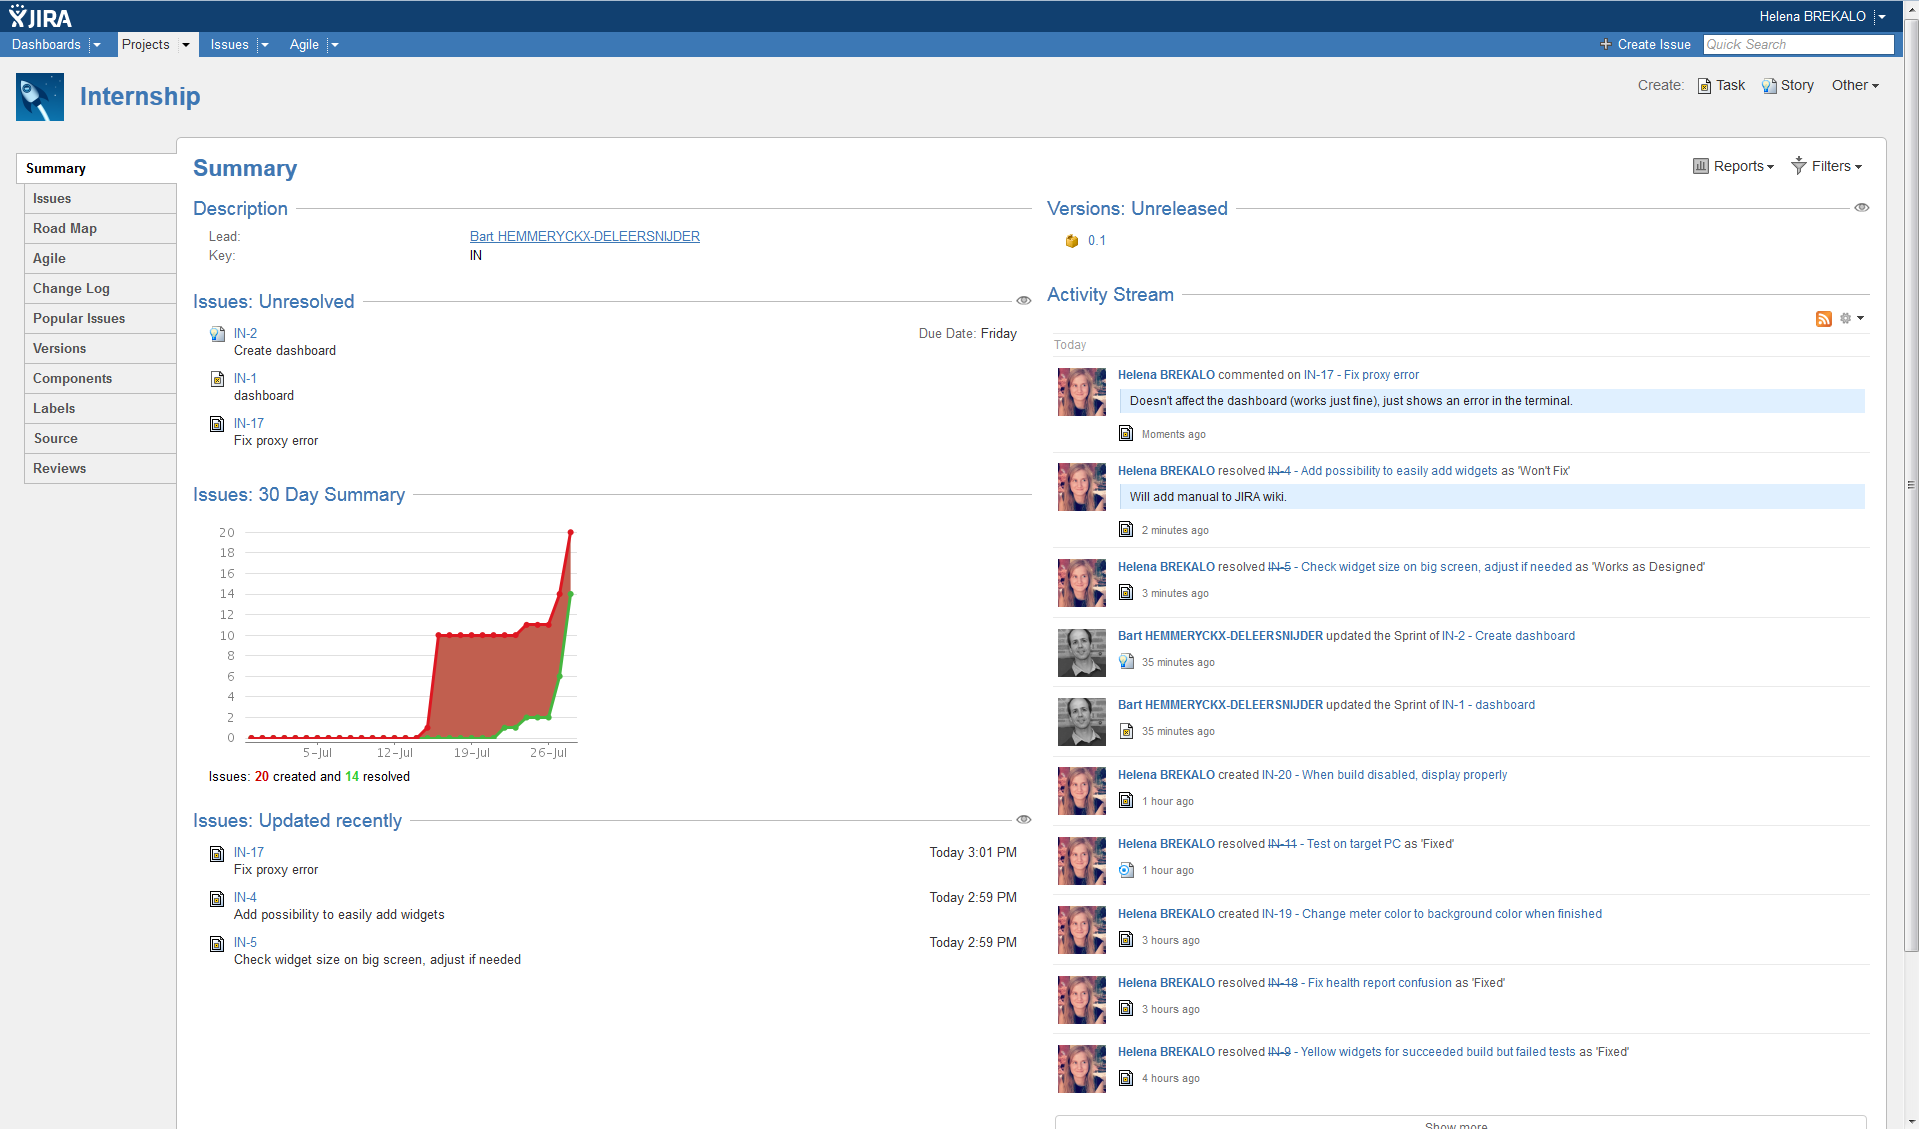 JIRA
Helena BREKALO
Dashboards Projects Issues Agile
Create Issue Quick Search
Internship
Create: Task Story Other
Summary
Issues
Road Map
Agile
Change Log
Popular Issues
Versions
Components
Labels
Source
Reviews
Summary
Reports Filters
Description
Lead: Bart HEMMERYCKX-DELEERSNIJDER
Key: IN
Issues: Unresolved
IN-2 Due Date: Friday
Create dashboard
IN-1
dashboard
IN-17
Fix proxy error
Issues: 30 Day Summary
20
18
16
14
12
10
8
6
4
2
0
5-Jul 12-Jul 19-Jul 26-Jul
Issues: 20 created and 14 resolved
Issues: Updated recently
IN-17 Today 3:01 PM
Fix proxy error
IN-4 Today 2:59 PM
Add possibility to easily add widgets
IN-5 Today 2:59 PM
Check widget size on big screen, adjust if needed
Versions: Unreleased
0.1
Activity Stream
Today
Helena BREKALO commented on IN-17 - Fix proxy error
Doesn't affect the dashboard (works just fine), just shows an error in the terminal.
Moments ago
Helena BREKALO resolved IN-4 - Add possibility to easily add widgets as 'Won't Fix'
Will add manual to JIRA wiki.
2 minutes ago
Helena BREKALO resolved IN-5 - Check widget size on big screen, adjust if needed as 'Works as Designed'
3 minutes ago
Bart HEMMERYCKX-DELEERSNIJDER updated the Sprint of IN-2 - Create dashboard
35 minutes ago
Bart HEMMERYCKX-DELEERSNIJDER updated the Sprint of IN-1 - dashboard
35 minutes ago
Helena BREKALO created IN-20 - When build disabled, display properly
1 hour ago
Helena BREKALO resolved IN-11 - Test on target PC as 'Fixed'
1 hour ago
Helena BREKALO created IN-19 - Change meter color to background color when finished
3 hours ago
Helena BREKALO resolved IN-18 - Fix health report confusion as 'Fixed'
3 hours ago
Helena BREKALO resolved IN-9 - Yellow widgets for succeeded build but failed tests as 'Fixed'
4 hours ago
Show more